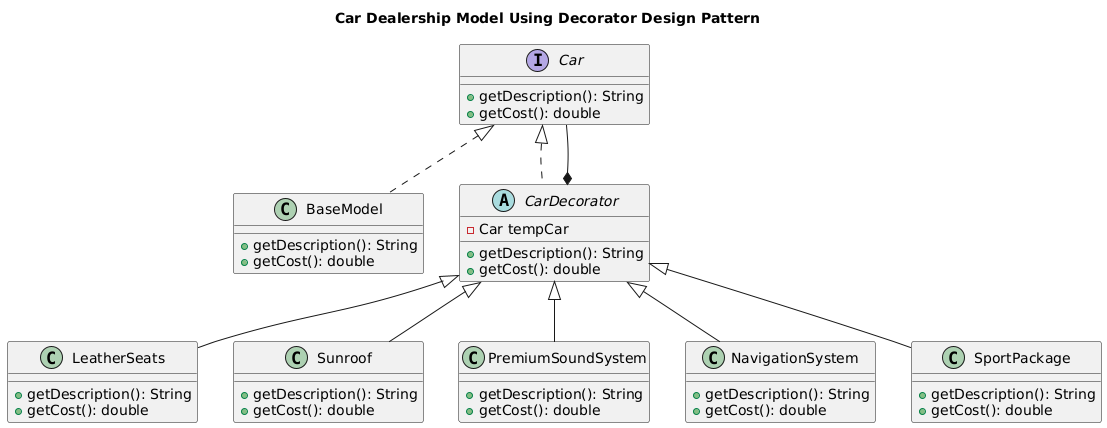 Car Dealership Model Using Decorator Design Pattern
I Car
getDescription(): String
getCost(): double
C BaseModel
getDescription(): String
getCost(): double
A CarDecorator
Car tempCar
getDescription(): String
getCost(): double
C LeatherSeats
getDescription(): String
getCost(): double
C Sunroof
getDescription(): String
getCost(): double
C PremiumSoundSystem
getDescription(): String
getCost(): double
C NavigationSystem
getDescription(): String
getCost(): double
C SportPackage
getDescription(): String
getCost(): double